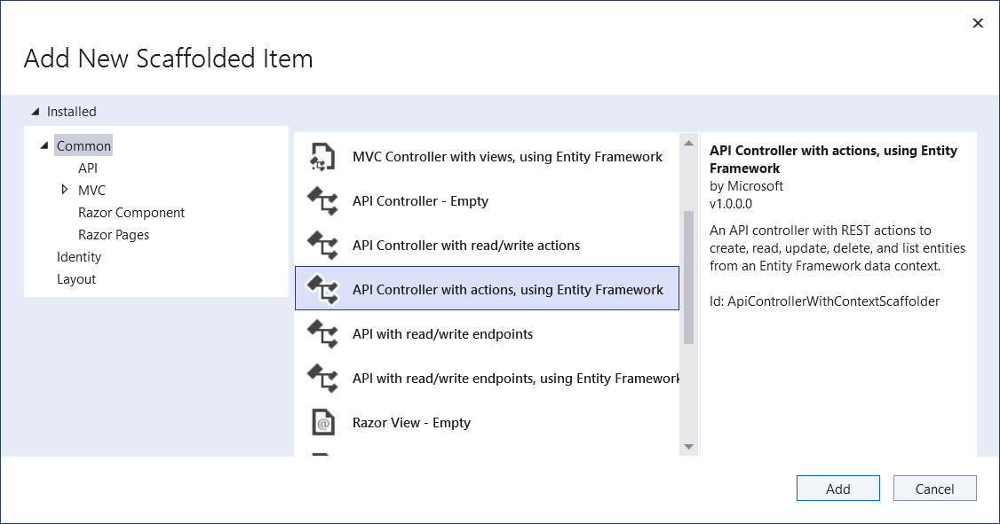 Add New Scaffolded Item
Installed
Common
API
MVC
Razor Component
Razor Pages
Identity
Layout
MVC Controller with views, using Entity Framework
API Controller - Empty
API Controller with read/write actions
API Controller with actions, using Entity Framework
API with read/write endpoints
API with read/write endpoints, using Entity Framework
Razor View - Empty
API Controller with actions, using Entity
Framework
by Microsoft
v1.0.0.0
An API controller with REST actions to
create, read, update, delete, and list entities
from an Entity Framework data context.
Id: ApiControllerWithContextScaffolder
Add
Cancel